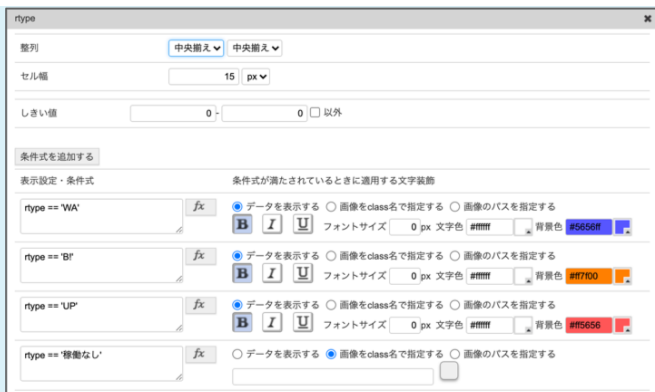 rtype ✖
整列 中央揃え 中央揃え
セル幅 15 px
しきい値 0 - 0 以外
条件式を追加する
表示設定・条件式 条件式が満たされているときに適用する文字装飾
rtype == 'WA' fx データを表示する 画像をclass名で指定する 画像のパスを指定する
B I U フォントサイズ 0 px 文字色 #ffffff 背景色 #5656ff
rtype == 'B!' fx データを表示する 画像をclass名で指定する 画像のパスを指定する
B I U フォントサイズ 0 px 文字色 #ffffff 背景色 #ff7f00
rtype == 'UP' fx データを表示する 画像をclass名で指定する 画像のパスを指定する
B I U フォントサイズ 0 px 文字色 #ffffff 背景色 #ff5656
rtype == '稼働なし' fx データを表示する 画像をclass名で指定する 画像のパスを指定する